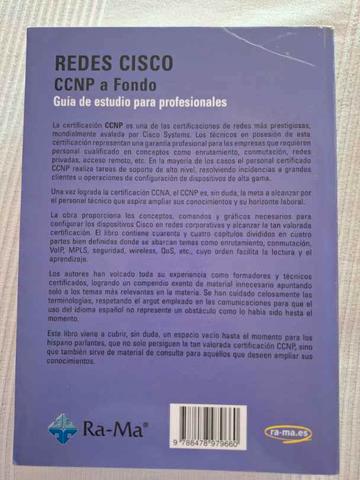 REDES CISCO
CCNP a Fondo
Guía de estudio para profesionales
La certificación CCNP es una de las certificaciones de redes más prestigiosas,
mundialmente avalada por Cisco Systems. Los técnicos en posesión de esta
certificación representan una garantía profesional para las empresas que requieren
personal cualificado en conceptos como enrutamiento, conmutación, redes
privadas, acceso remoto, etc. En la mayoría de los casos el personal certificado
CCNP realiza tareas de soporte de alto nivel, resolviendo incidencias a grandes
clientes u operaciones de configuración de dispositivos de alta gama.
Una vez lograda la certificación CCNA, el CCNP es, sin duda, la meta a alcanzar por
el personal técnico que aspira ampliar sus conocimientos y su horizonte laboral.
La obra proporciona los conceptos, comandos y gráficos necesarios para
configurar los dispositivos Cisco en redes corporativas y alcanzar la tan valorada
certificación. El libro contiene cuarenta y cuatro capítulos divididos en cuatro
partes bien definidas donde se abarcan temas como enrutamiento, conmutación,
VoIP, MPLS, seguridad, wireless, QoS, etc., cuyo orden facilita la lectura y el
aprendizaje.
Los autores han volcado toda su experiencia como formadores y técnicos
certificados, logrando un compendio exento de material innecesario apuntando
solo a los temas más relevantes en la materia. Se han cuidado celosamente las
terminologías, respetando el argot empleado en las comunicaciones para que el
uso del idioma español no represente un obstáculo como lo había sido hasta el
momento.
Este libro viene a cubrir, sin duda, un espacio vacío hasta el momento para los
hispano parlantes, que no solo persiguen la tan valorada certificación CCNP, sino
que también sirve de material de consulta para aquellos que deseen ampliar sus
conocimientos.
Ra-Ma®
9 788478 979660
ra-ma.es